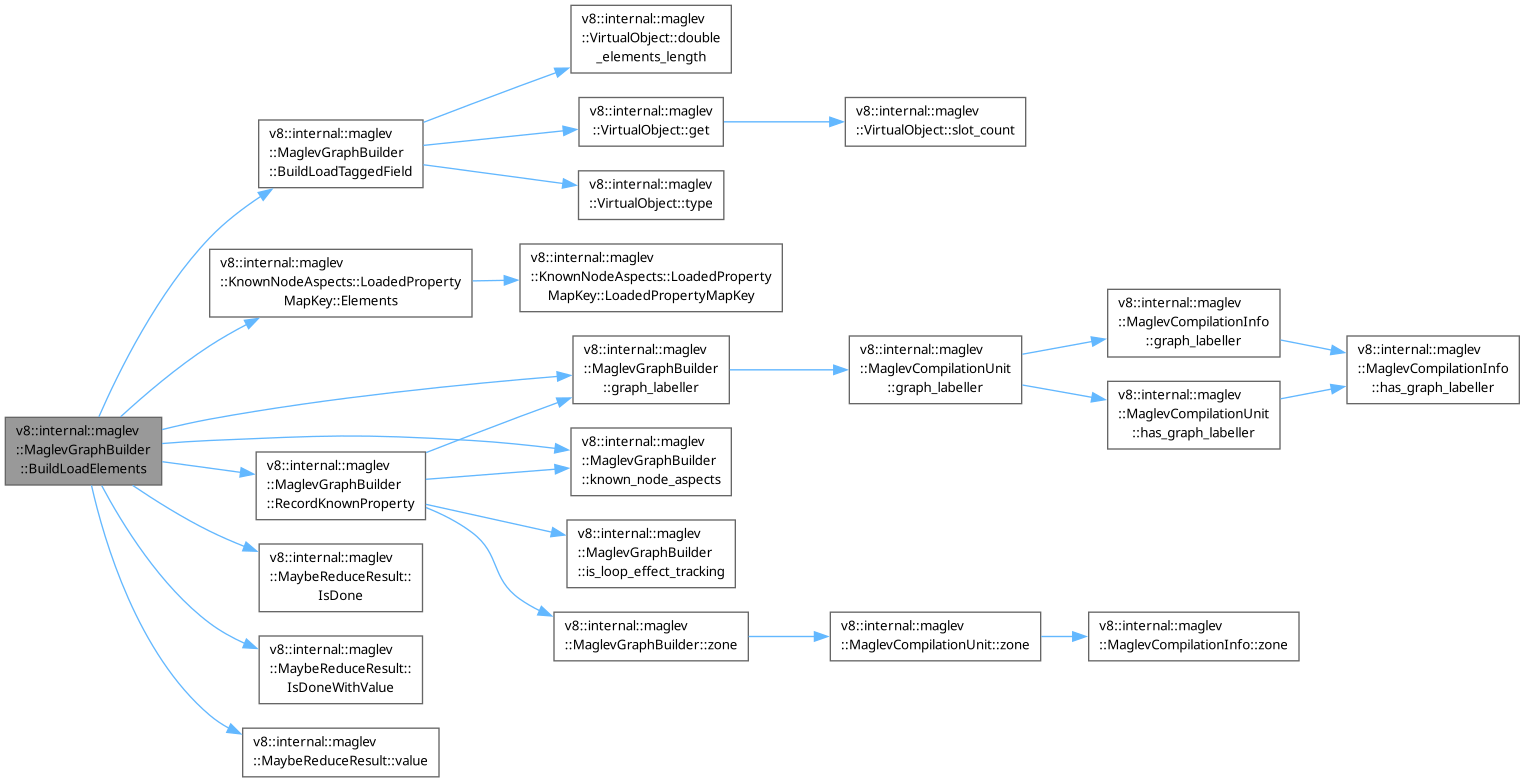 v8::internal::maglev
::MaglevGraphBuilder
::BuildLoadElements
v8::internal::maglev
::MaglevGraphBuilder
::BuildLoadTaggedField
v8::internal::maglev
::VirtualObject::double
_elements_length
v8::internal::maglev
::VirtualObject::get
v8::internal::maglev
::VirtualObject::slot_count
v8::internal::maglev
::VirtualObject::type
v8::internal::maglev
::KnownNodeAspects::LoadedProperty
MapKey::Elements
v8::internal::maglev
::KnownNodeAspects::LoadedProperty
MapKey::LoadedPropertyMapKey
v8::internal::maglev
::MaglevGraphBuilder
::graph_labeller
v8::internal::maglev
::MaglevCompilationUnit
::graph_labeller
v8::internal::maglev
::MaglevCompilationInfo
::graph_labeller
v8::internal::maglev
::MaglevCompilationInfo
::has_graph_labeller
v8::internal::maglev
::MaglevCompilationUnit
::has_graph_labeller
v8::internal::maglev
::MaglevGraphBuilder
::known_node_aspects
v8::internal::maglev
::MaglevGraphBuilder
::RecordKnownProperty
v8::internal::maglev
::MaglevGraphBuilder
::is_loop_effect_tracking
v8::internal::maglev
::MaglevGraphBuilder::zone
v8::internal::maglev
::MaglevCompilationUnit::zone
v8::internal::maglev
::MaglevCompilationInfo::zone
v8::internal::maglev
::MaybeReduceResult::
IsDone
v8::internal::maglev
::MaybeReduceResult::
IsDoneWithValue
v8::internal::maglev
::MaybeReduceResult::value